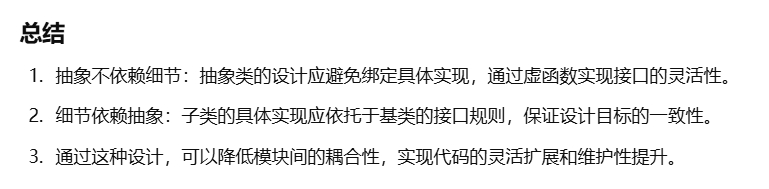 总结
1. 抽象不依赖细节：抽象类的设计应避免绑定具体实现，通过虚函数实现接口的灵活性。
2. 细节依赖抽象：子类的具体实现应依托于基类的接口规则，保证设计目标的一致性。
3. 通过这种设计，可以降低模块间的耦合性，实现代码的灵活扩展和维护性提升。